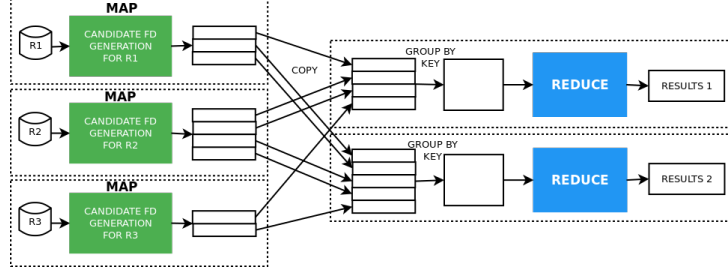 MAP
R1
CANDIDATE FD
GENERATION
FOR R1
MAP
R2
CANDIDATE FD
GENERATION
FOR R2
MAP
R3
CANDIDATE FD
GENERATION
FOR R3
COPY
GROUP BY
KEY
REDUCE
RESULTS 1
GROUP BY
KEY
REDUCE
RESULTS 2